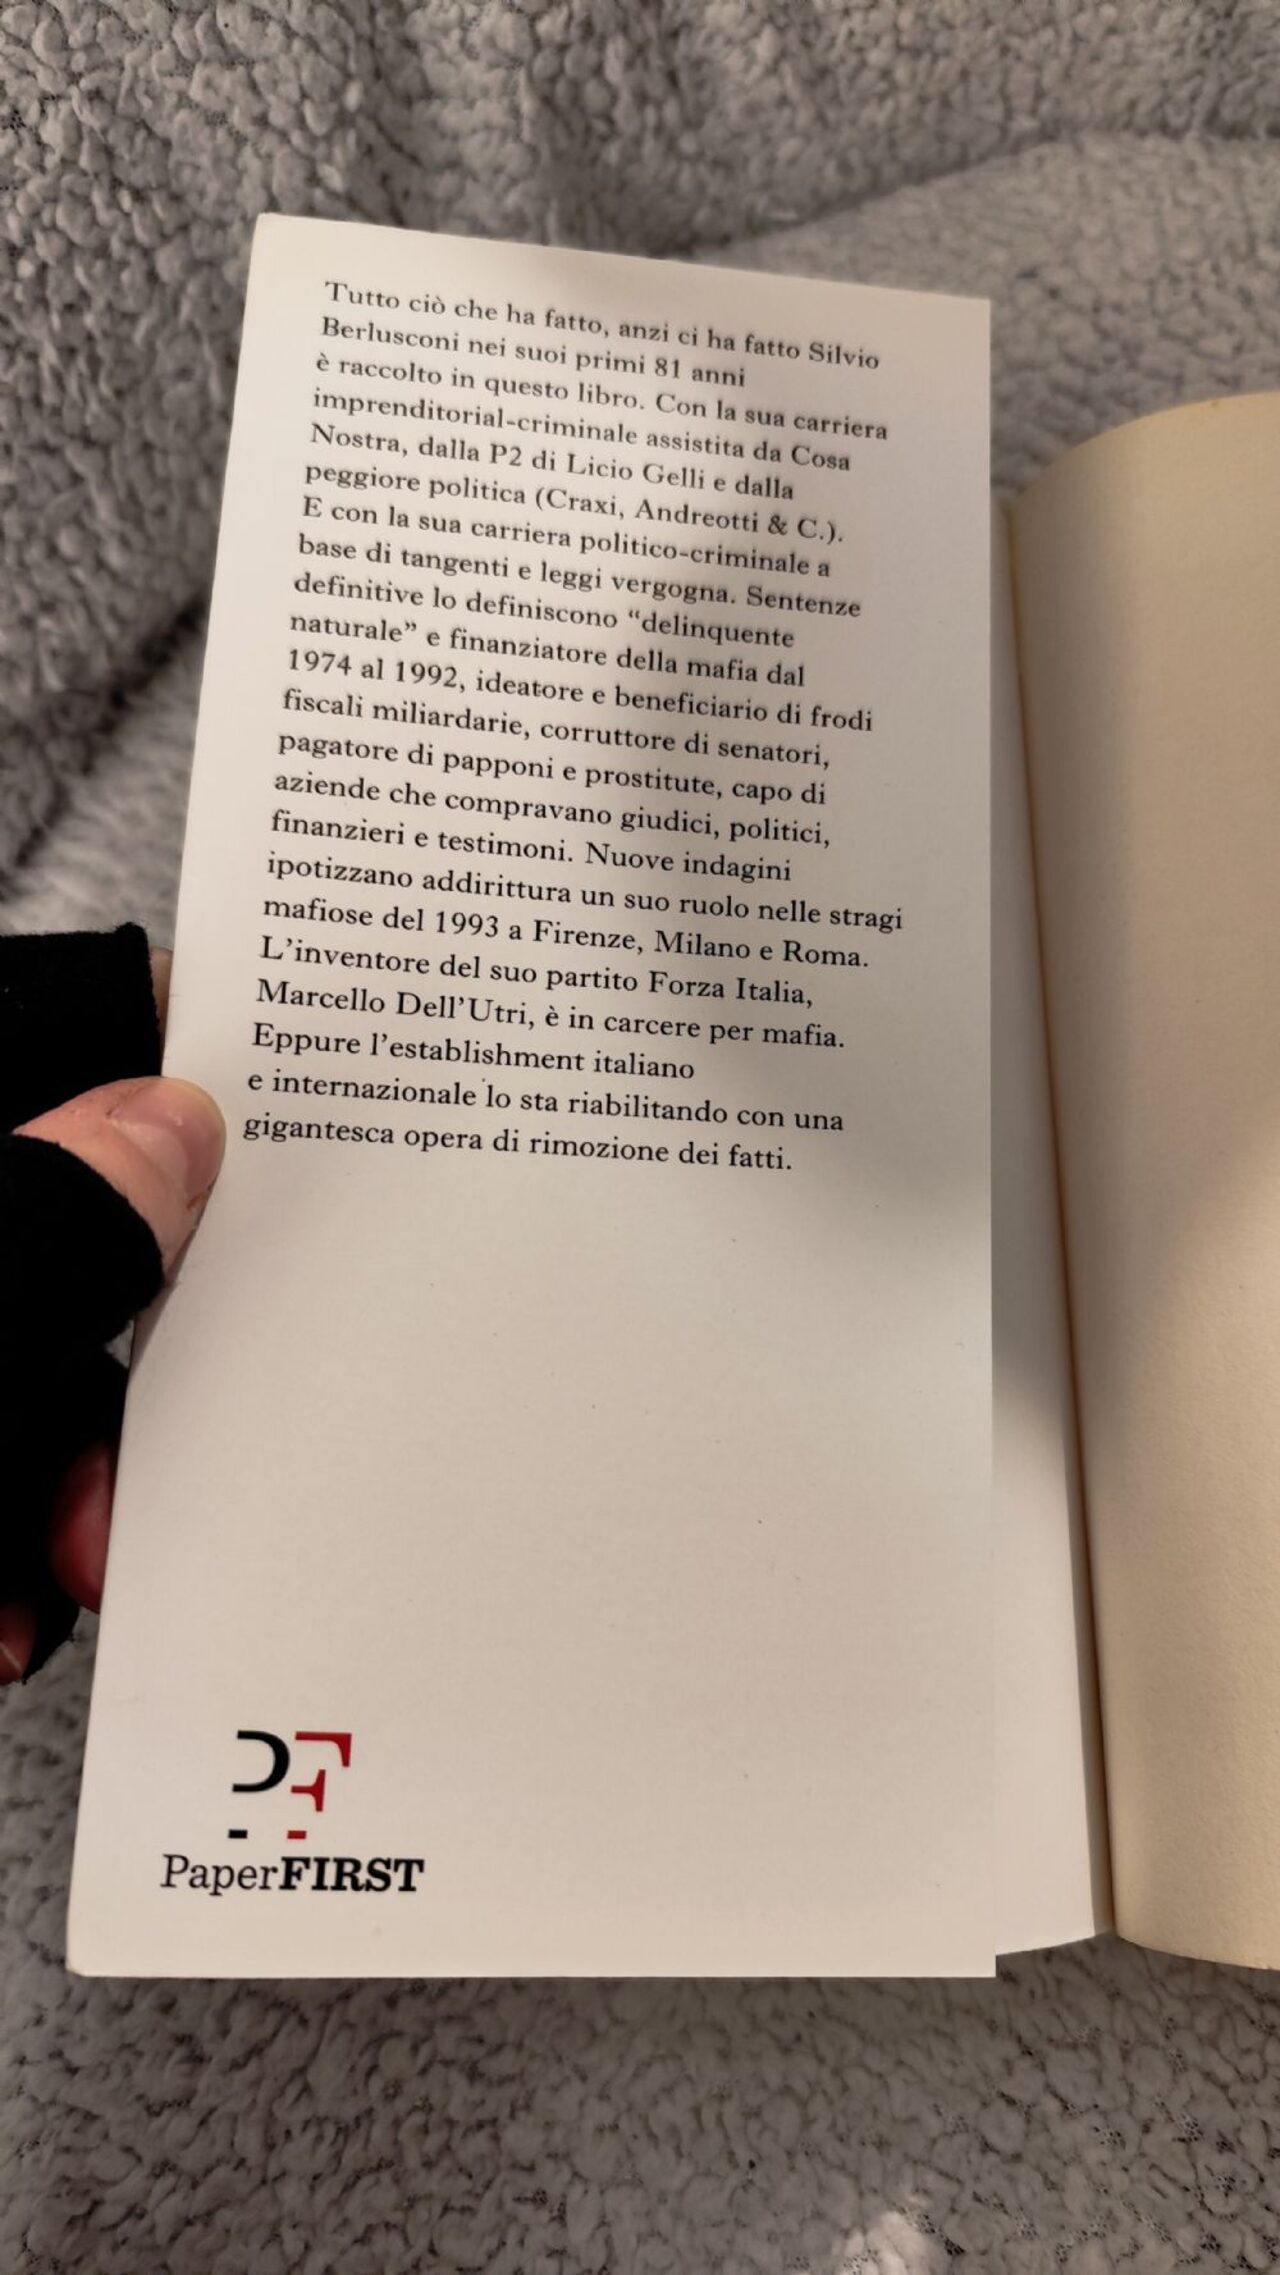 Tutto ciò che ha fatto, anzi ci ha fatto Silvio
Berlusconi nei suoi primi 81 anni
è raccolto in questo libro. Con la sua carriera
imprenditorial-criminale assistita da Cosa
Nostra, dalla P2 di Licio Gelli e dalla
peggiore politica (Craxi, Andreotti & C.).
E con la sua carriera politico-criminale a
base di tangenti e leggi vergogna. Sentenze
definitive lo definiscono “delinquente
naturale” e finanziatore della mafia dal
1974 al 1992, ideatore e beneficiario di frodi
fiscali miliardarie, corruttore di senatori,
pagatore di papponi e prostitute, capo di
aziende che compravano giudici, politici,
finanzieri e testimoni. Nuove indagini
ipotizzano addirittura un suo ruolo nelle stragi
mafiose del 1993 a Firenze, Milano e Roma.
L’inventore del suo partito Forza Italia,
Marcello Dell’Utri, è in carcere per mafia.
Eppure l’establishment italiano
e internazionale lo sta riabilitando con una
gigantesca opera di rimozione dei fatti.
PF
PaperFIRST